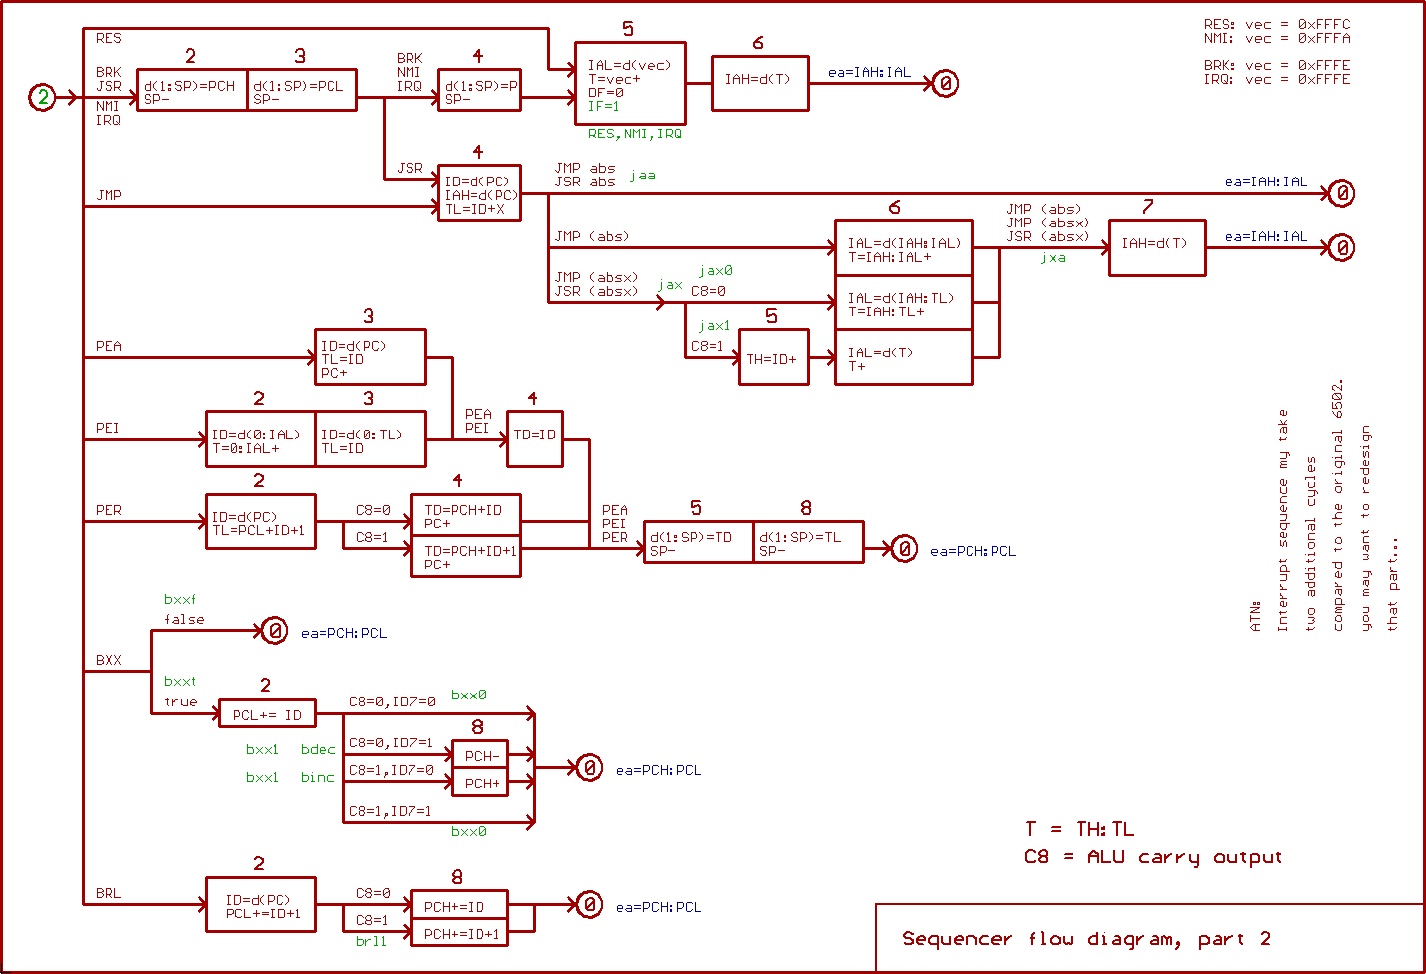 RES
2
BRK
JSR
NMI
IRQ
2
d(1:SP)=PCH
SP-
3
d(1:SP)=PCL
SP-
BRK
NMI
IRQ
4
d(1:SP)=P
SP-
5
IAL=d(vec)
T=vec+
DF=0
IF=1
RES,NMI,IRQ
6
IAH=d(T)
ea=IAH:IAL
0
RES: vec = 0xFFFC
NMI: vec = 0xFFFA
BRK: vec = 0xFFFE
IRQ: vec = 0xFFFE
JSR
JMP
4
ID=d(PC)
IAH=d(PC)
TL=ID+X
JMP abs
JSR abs
jaa
ea=IAH:IAL
0
JMP (abs)
JMP (absx)
JSR (absx)
jax
jax0
C8=0
jax1
C8=1
5
TH=ID+
6
IAL=d(IAH:IAL)
T=IAH:IAL+
IAL=d(IAH:TL)
T=IAH:TL+
IAL=d(T)
T+
JMP (abs)
JMP (absx)
JSR (absx)
jxa
7
IAH=d(T)
ea=IAH:IAL
0
PEA
3
ID=d(PC)
TL=ID
PC+
PEI
2
ID=d(0:IAL)
T=0:IAL+
3
ID=d(0:TL)
TL=ID
PEA
PEI
4
TD=ID
PER
2
ID=d(PC)
TL=PCL+ID+1
C8=0
C8=1
4
TD=PCH+ID
PC+
TD=PCH+ID+1
PC+
PEA
PEI
PER
5
d(1:SP)=TD
SP-
8
d(1:SP)=TL
SP-
0
ea=PCH:PCL
ATN:
Interrupt sequence my take
two additional cycles
compared to the original 6502.
you may want to redesign
that part...
BXX
bxxf
false
0
ea=PCH:PCL
bxxt
true
2
PCL+= ID
C8=0,ID7=0
bxx0
bxx1 bdec
C8=0,ID7=1
8
PCH-
bxx1 binc
C8=1,ID7=0
PCH+
C8=1,ID7=1
bxx0
0
ea=PCH:PCL
BRL
2
ID=d(PC)
PCL+=ID+1
C8=0
C8=1
brl1
8
PCH+=ID
PCH+=ID+1
0
ea=PCH:PCL
T = TH:TL
C8 = ALU carry output
Sequencer flow diagram, part 2